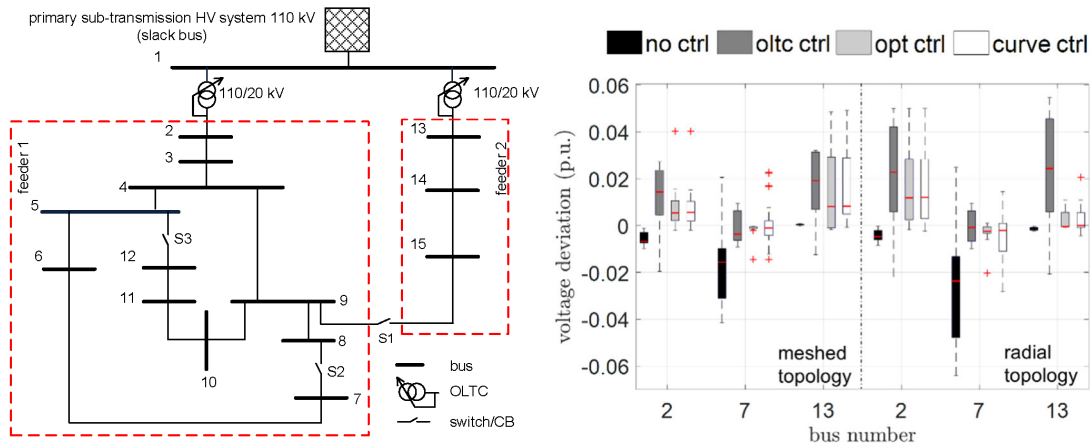 primary sub-transmission HV system 110 kV
(slack bus)
1
110/20 kV
110/20 kV
feeder 1
2
3
4
5
S3
6
12
11
10
9
8
S2
7
S1
feeder 2
13
14
15
bus
OLTC
switch/CB
no ctrl
oltc ctrl
opt ctrl
curve ctrl
voltage deviation (p.u.)
0.06
0.04
0.02
0
-0.02
-0.04
-0.06
meshed
topology
radial
topology
2 7 13 2 7 13
bus number